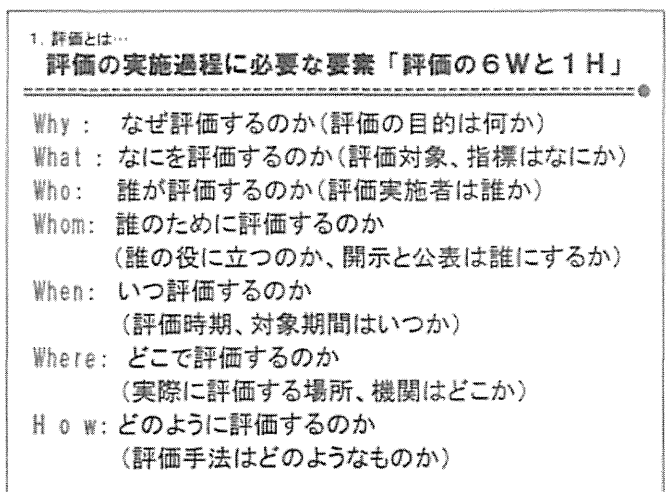 1. 評価とは…
評価の実施過程に必要な要素「評価の6Wと1H」
Why: なぜ評価するのか(評価の目的は何か)
What: なにを評価するのか(評価対象、指標はなにか)
Who: 誰が評価するのか(評価実施者は誰か)
Whom: 誰のために評価するのか
(誰の役に立つのか、開示と公表は誰にするか)
When: いつ評価するのか
(評価時期、対象期間はいつか)
Where: どこで評価するのか
(実際に評価する場所、機関はどこか)
How: どのように評価するのか
(評価手法はどのようなものか)